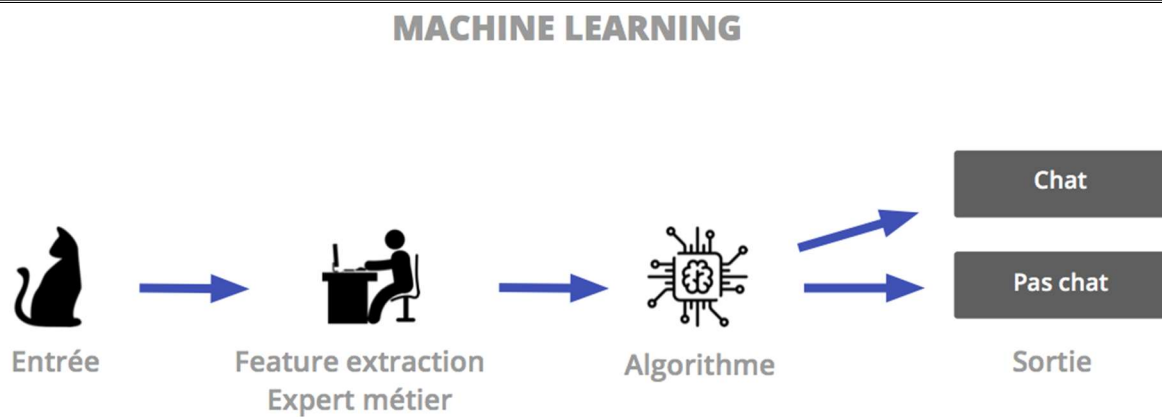 MACHINE LEARNING
Chat
Pas chat
Entrée
Feature extraction
Expert métier
Algorithme
Sortie